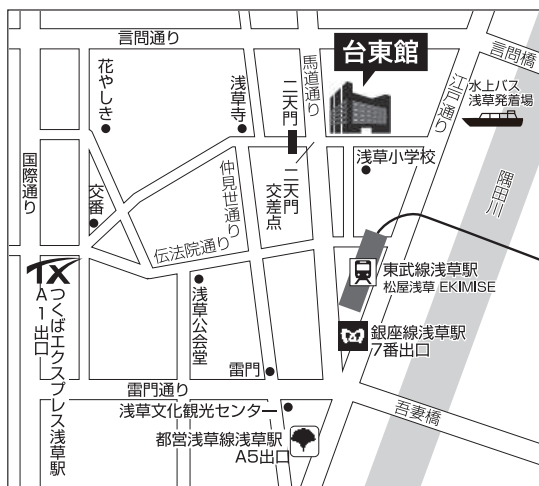 言問通り
台東館
言問橋
花やしき
浅草寺
二天門
馬道通り
江戸通り
水上バス
浅草発着場
国際通り
交番
仲見世通り
二天門
交差点
浅草小学校
隅田川
伝法院通り
TX
つくばエクスプレス浅草駅
A1出口
浅草公会堂
東武線浅草駅
松屋浅草 EKIMISE
銀座線浅草駅
7番出口
雷門
雷門通り
浅草文化観光センター
吾妻橋
都営浅草線浅草駅
A5出口